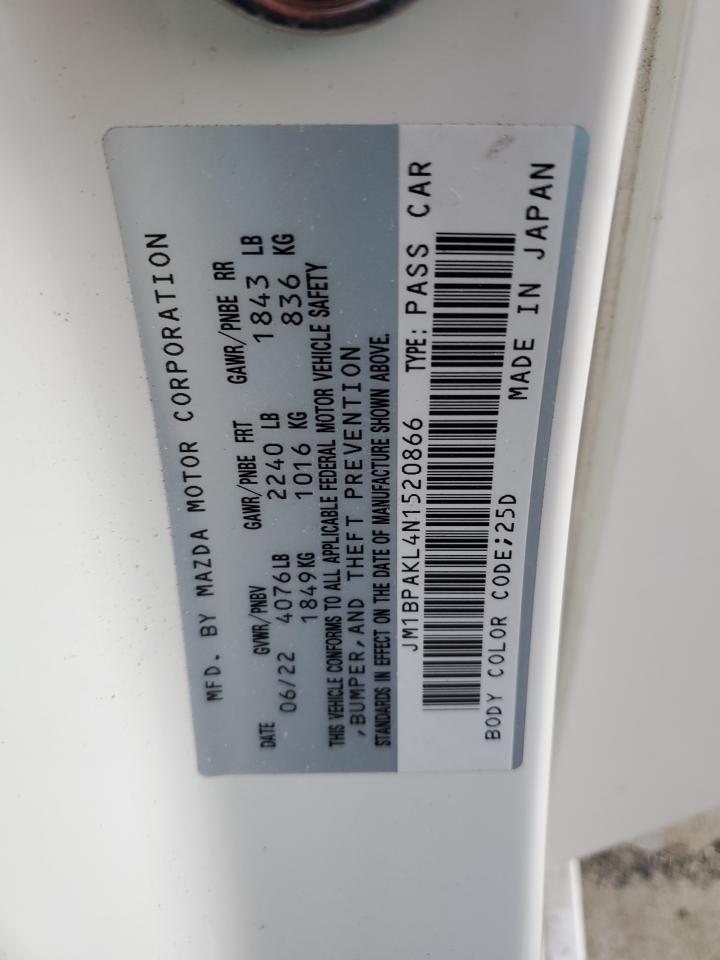 MFD. BY MAZDA MOTOR CORPORATION
DATE GVWR/PNBV GAWR/PNBE FRT GAWR/PNBE RR
06/22 4076LB 2240 LB 1843 LB
1849KG 1016 KG 836 KG
THIS VEHICLE CONFORMS TO ALL APPLICABLE FEDERAL MOTOR VEHICLE SAFETY
,BUMPER,AND THEFT PREVENTION
STANDARDS IN EFFECT ON THE DATE OF MANUFACTURE SHOWN ABOVE.
JM1BPAKL4N1520866 TYPE: PASS CAR
BODY COLOR CODE;25D MADE IN JAPAN